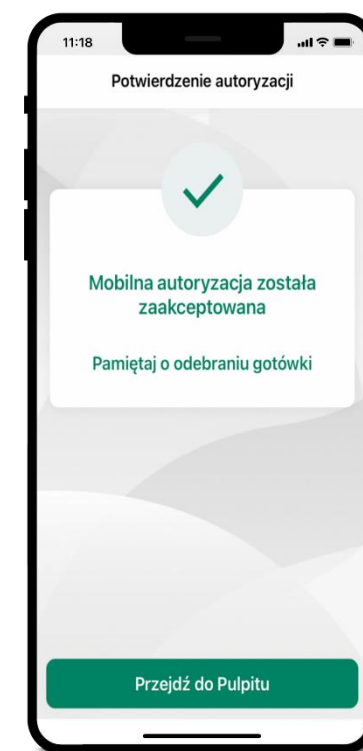 11:18
Potwierdzenie autoryzacji
Mobilna autoryzacja została
zaakceptowana
Pamiętaj o odebraniu gotówki
Przejdź do Pulpitu